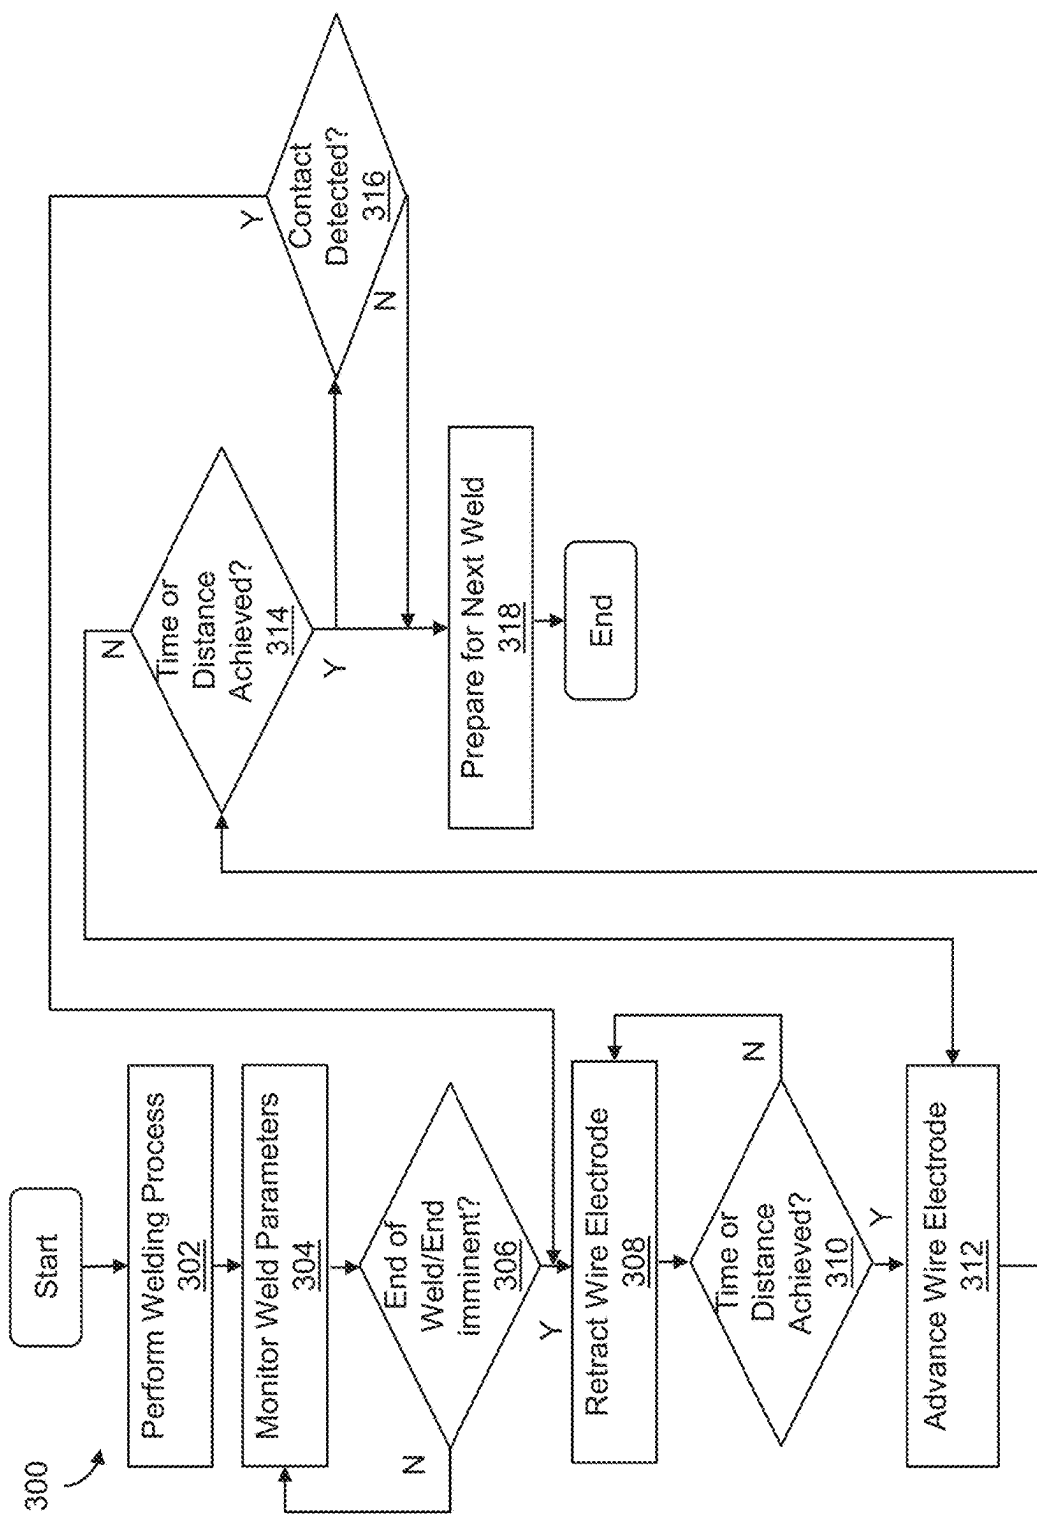 300
Start
Perform Welding Process
302
Monitor Weld Parameters
304
End of
Weld/End
imminent?
306
N
Y
Retract Wire Electrode
308
Time or
Distance
Achieved?
310
N
Y
Advance Wire Electrode
312
Time or
Distance
Achieved?
314
N
Y
Contact
Detected?
316
Y
N
Prepare for Next Weld
318
End